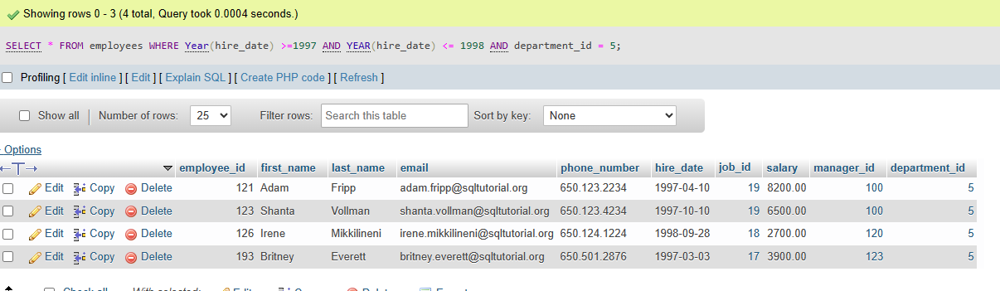 Showing rows 0 - 3 (4 total, Query took 0.0004 seconds.)
SELECT * FROM employees WHERE Year(hire_date) >=1997 AND YEAR(hire_date) <= 1998 AND department_id = 5;
Profiling [ Edit inline ] [ Edit ] [ Explain SQL ] [ Create PHP code ] [ Refresh ]
Show all Number of rows: 25 Filter rows: Search this table Sort by key: None
Options
employee_id first_name last_name email phone_number hire_date job_id salary manager_id department_id
Edit Copy Delete 121 Adam Fripp adam.fripp@sqltutorial.org 650.123.2234 1997-04-10 19 8200.00 100 5
Edit Copy Delete 123 Shanta Vollman shanta.vollman@sqltutorial.org 650.123.4234 1997-10-10 19 6500.00 100 5
Edit Copy Delete 126 Irene Mikkilineni irene.mikkilineni@sqltutorial.org 650.124.1224 1998-09-28 18 2700.00 120 5
Edit Copy Delete 193 Britney Everett britney.everett@sqltutorial.org 650.501.2876 1997-03-03 17 3900.00 123 5
Check all With selected: Edit